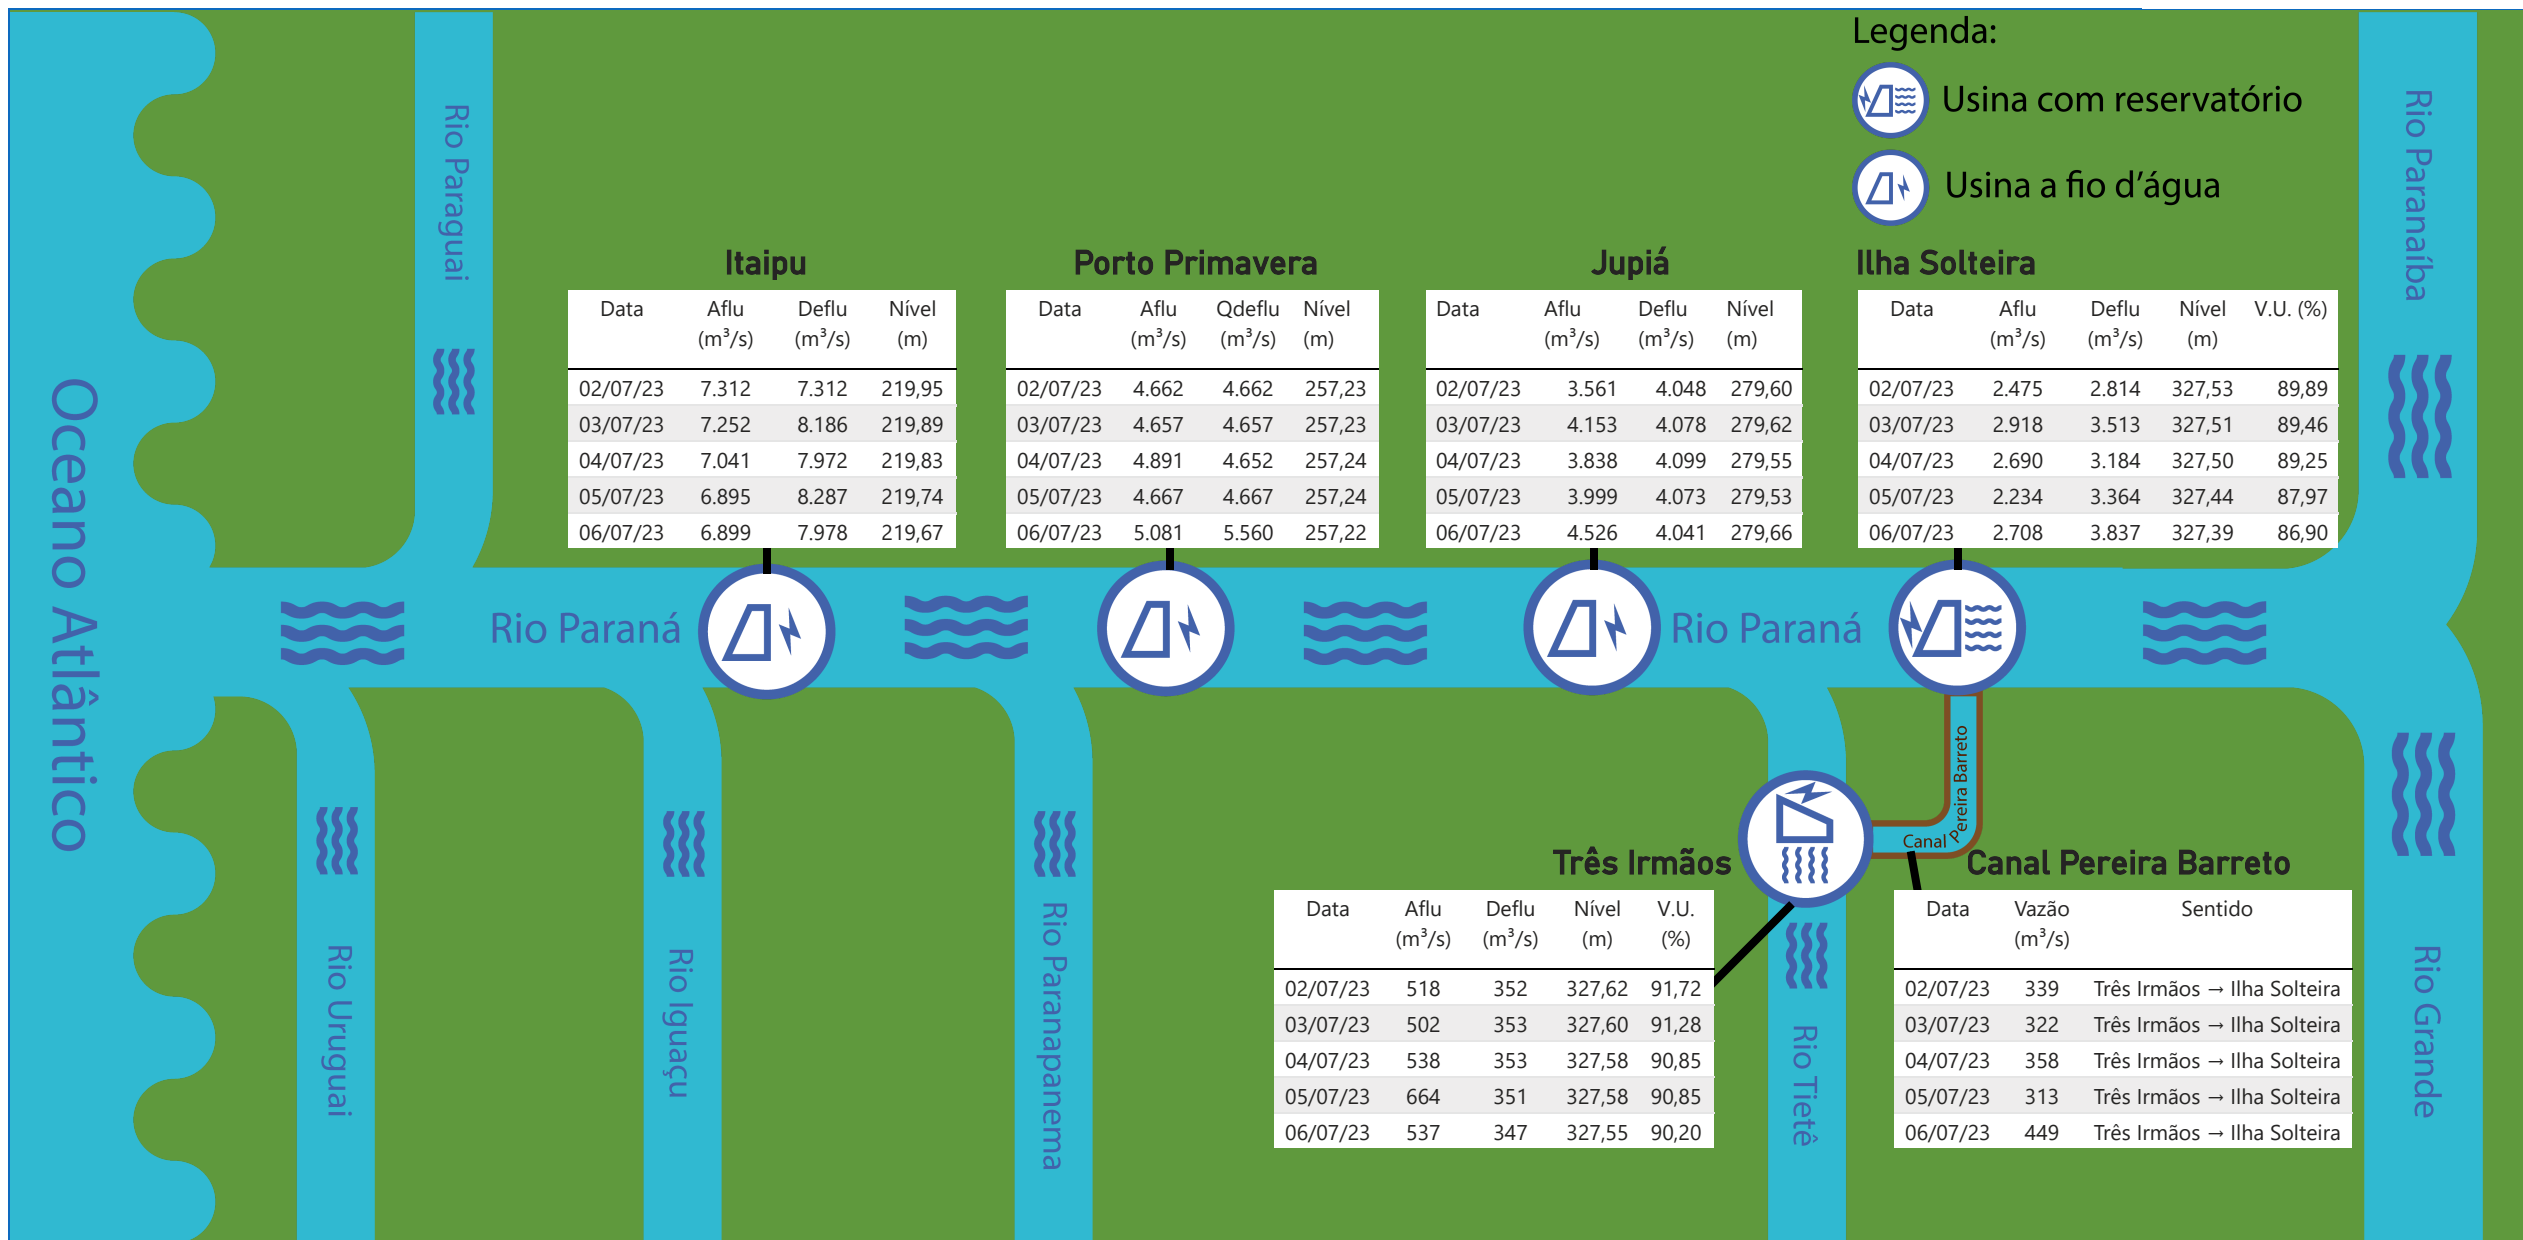 Legenda:
Usina com reservatório
Usina a fio d'água
Oceano Atlântico
Rio Paraguai
Rio Paranaíba
Itaipu
Data Aflu (m³/s) Deflu (m³/s) Nível (m)
02/07/23 7.312 7.312 219,95
03/07/23 7.252 8.186 219,89
04/07/23 7.041 7.972 219,83
05/07/23 6.895 8.287 219,74
06/07/23 6.899 7.978 219,67
Porto Primavera
Data Aflu (m³/s) Qdeflu (m³/s) Nível (m)
02/07/23 4.662 4.662 257,23
03/07/23 4.657 4.657 257,23
04/07/23 4.891 4.652 257,24
05/07/23 4.667 4.667 257,24
06/07/23 5.081 5.560 257,22
Jupiá
Data Aflu (m³/s) Deflu (m³/s) Nível (m)
02/07/23 3.561 4.048 279,60
03/07/23 4.153 4.078 279,62
04/07/23 3.838 4.099 279,55
05/07/23 3.999 4.073 279,53
06/07/23 4.526 4.041 279,66
Ilha Solteira
Data Aflu (m³/s) Deflu (m³/s) Nível (m) V.U. (%)
02/07/23 2.475 2.814 327,53 89,89
03/07/23 2.918 3.513 327,51 89,46
04/07/23 2.690 3.184 327,50 89,25
05/07/23 2.234 3.364 327,44 87,97
06/07/23 2.708 3.837 327,39 86,90
Rio Paraná
Rio Paraná
Canal Pereira Barreto
Três Irmãos
Data Aflu (m³/s) Deflu (m³/s) Nível (m) V.U. (%)
02/07/23 518 352 327,62 91,72
03/07/23 502 353 327,60 91,28
04/07/23 538 353 327,58 90,85
05/07/23 664 351 327,58 90,85
06/07/23 537 347 327,55 90,20
Canal Pereira Barreto
Data Vazão (m³/s) Sentido
02/07/23 339 Três Irmãos → Ilha Solteira
03/07/23 322 Três Irmãos → Ilha Solteira
04/07/23 358 Três Irmãos → Ilha Solteira
05/07/23 313 Três Irmãos → Ilha Solteira
06/07/23 449 Três Irmãos → Ilha Solteira
Rio Uruguai
Rio Iguaçu
Rio Paranapanema
Rio Tietê
Rio Grande